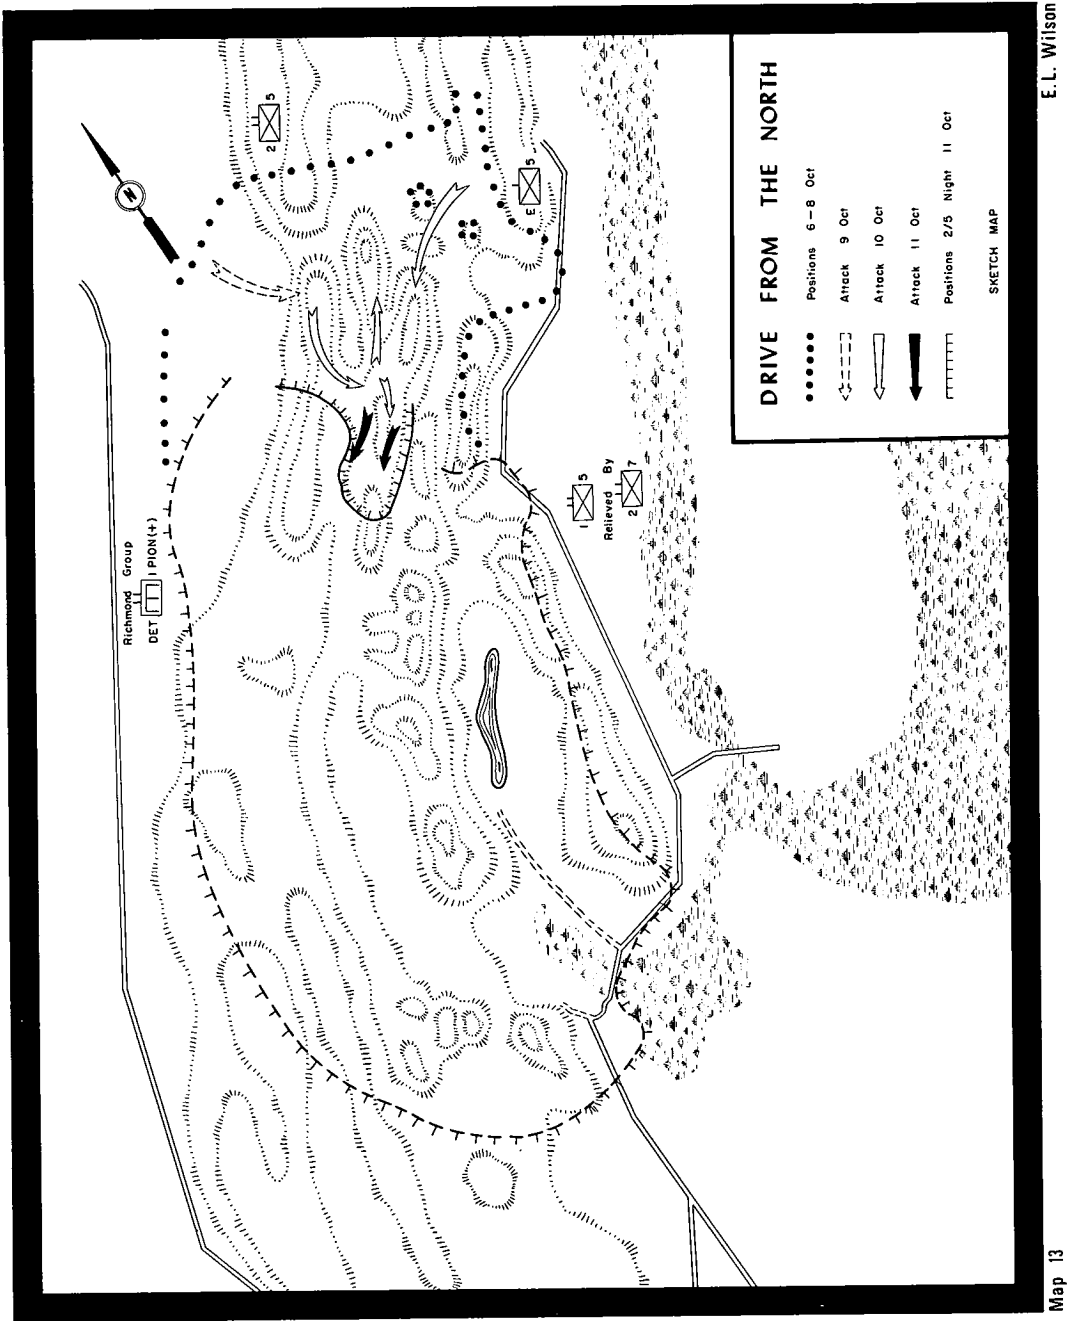 DRIVE FROM THE NORTH
Positions 6–8 Oct
Attack 9 Oct
Attack 10 Oct
Attack 11 Oct
Positions 2/5 Night 11 Oct
SKETCH MAP
N
2 5
E 5
1 5
Relieved By
2 7
Richmond Group
DET 1 PION(+)
Map 13
E.L. Wilson